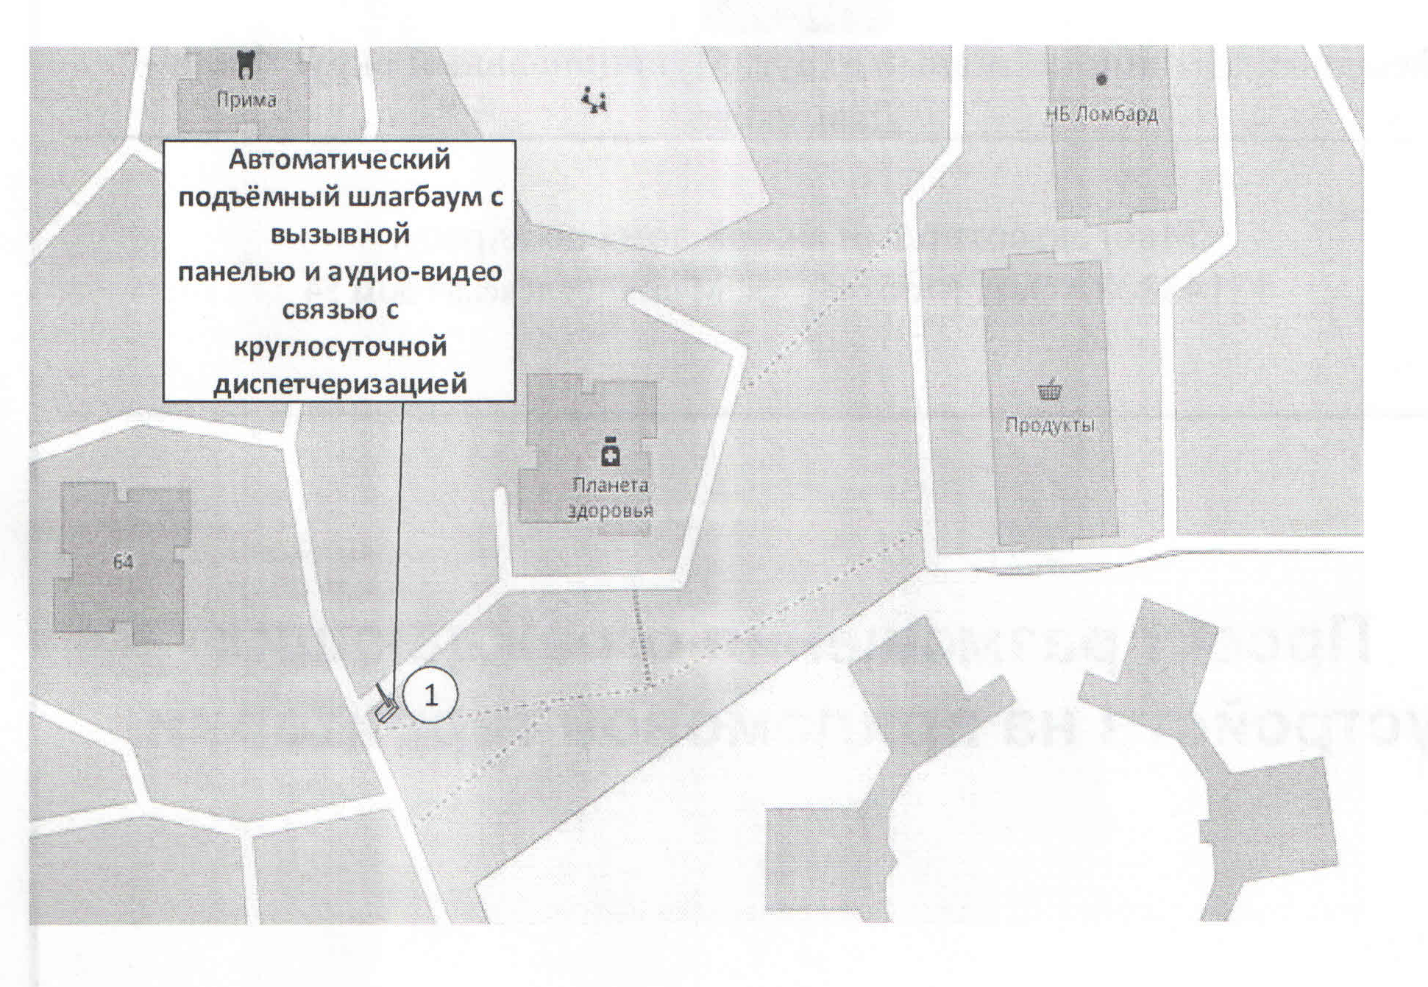 Прима
НБ Ломбард
Автоматический
подъёмный шлагбаум с
вызывной
панелью и аудио-видео
связью с
круглосуточной
диспетчеризацией
Продукты
Планета
здоровья
64
1